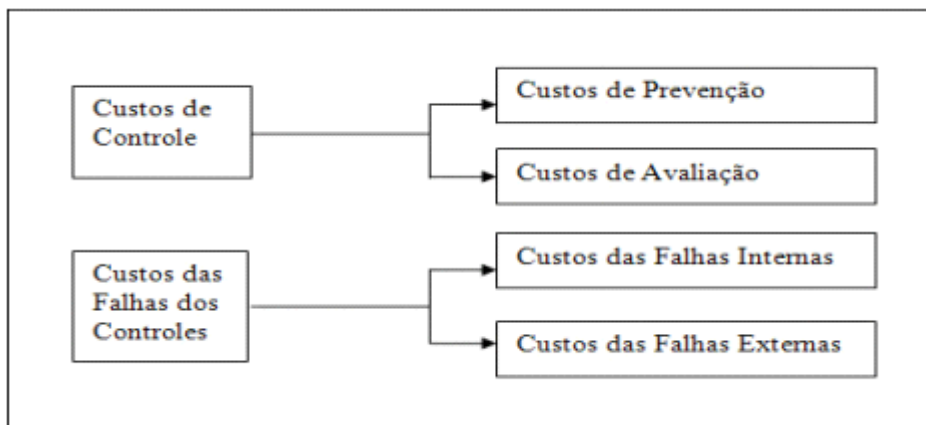 Custos de
Controle
Custos de Prevenção
Custos de Avaliação
Custos das
Falhas dos
Controles
Custos das Falhas Internas
Custos das Falhas Externas